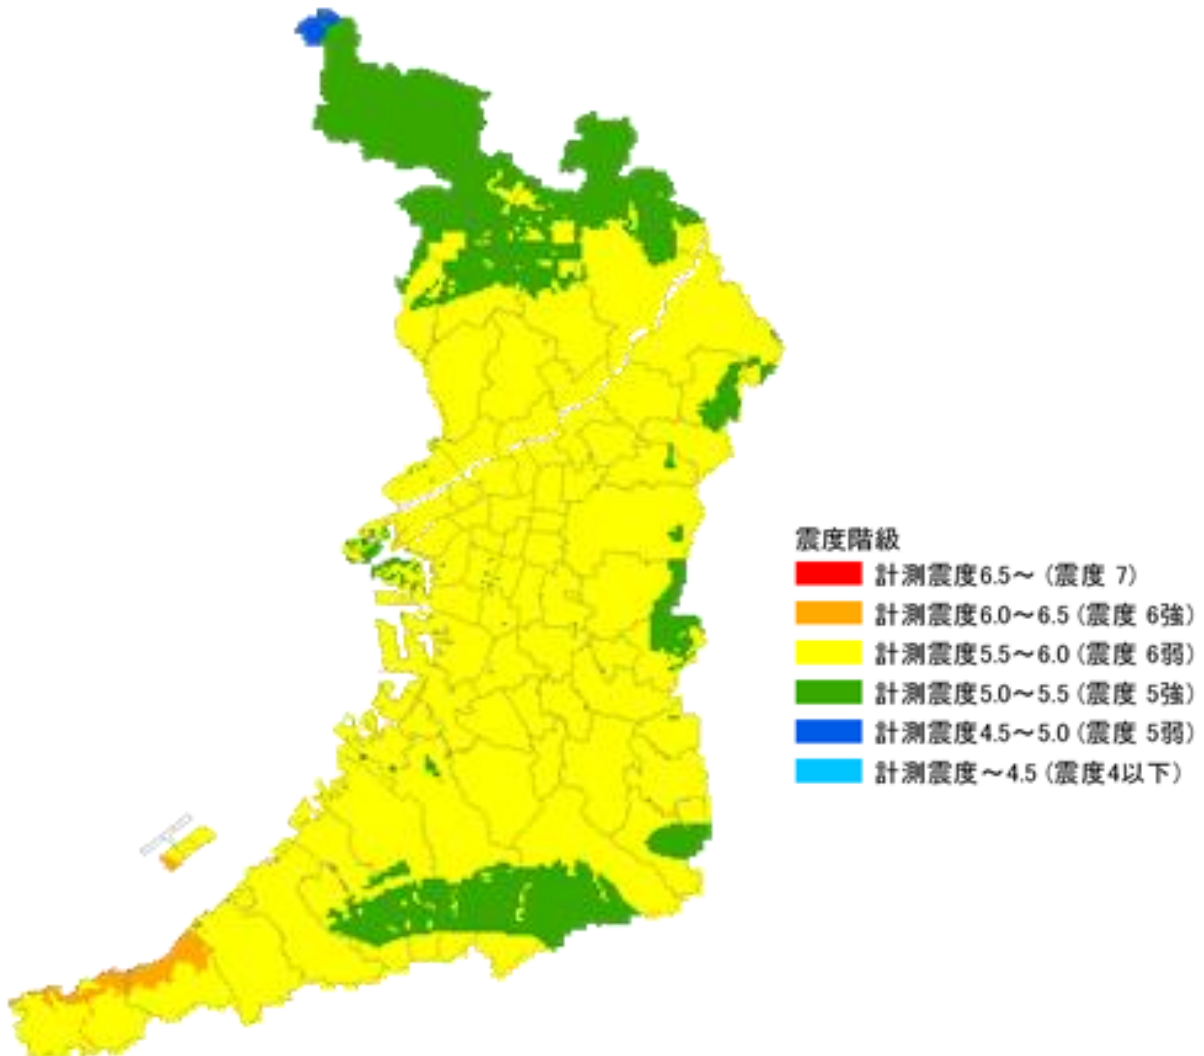 震度階級
計測震度6.5～ (震度 7)
計測震度6.0～6.5 (震度 6強)
計測震度5.5～6.0 (震度 6弱)
計測震度5.0～5.5 (震度 5強)
計測震度4.5～5.0 (震度 5弱)
計測震度～4.5 (震度4以下)